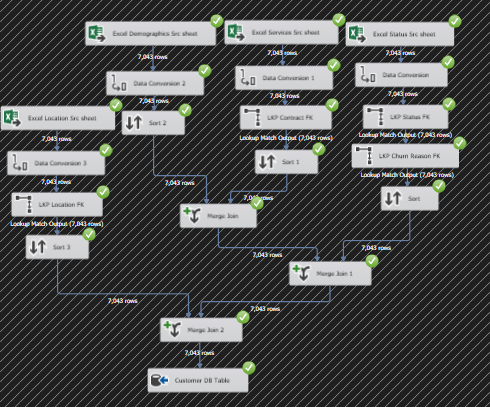 Excel Demographics Src sheet
Excel Services Src sheet
Excel Status Src sheet
7,043 rows
7,043 rows
7,043 rows
Data Conversion 2
Data Conversion 1
Data Conversion
7,043 rows
7,043 rows
7,043 rows
Excel Location Src sheet
Sort 2
LKP Contract FK
LKP Status FK
7,043 rows
Lookup Match Output (7,043 rows)
Lookup Match Output (7,043 rows)
Data Conversion 3
Sort 1
LKP Churn Reason FK
7,043 rows
7,043 rows
Lookup Match Output (7,043 rows)
LKP Location FK
7,043 rows
Sort
Lookup Match Output (7,043 rows)
Merge Join
Sort 3
7,043 rows
7,043 rows
7,043 rows
Merge Join 1
7,043 rows
7,043 rows
Merge Join 2
7,043 rows
Customer DB Table